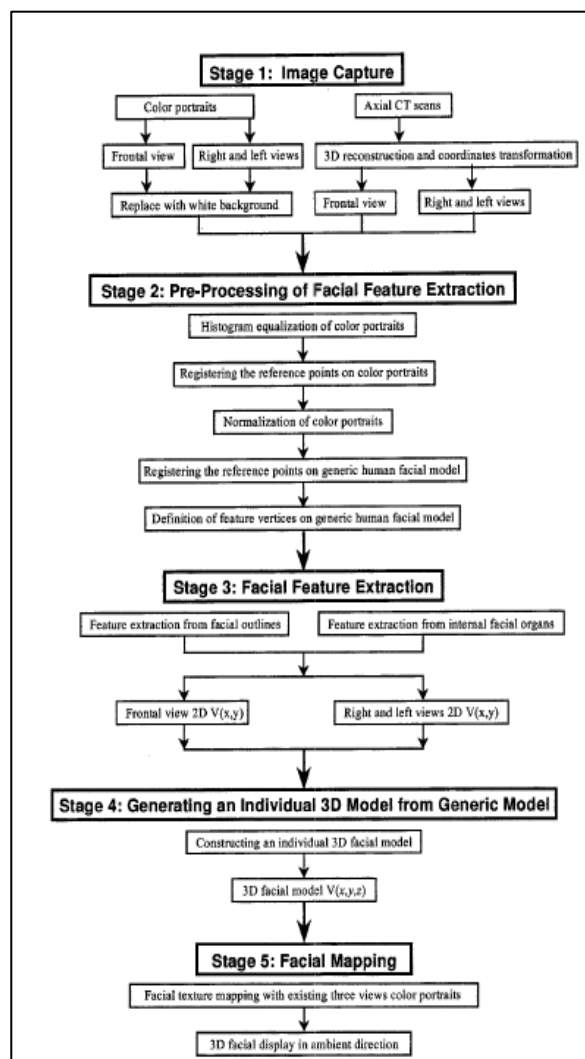 Stage 1: Image Capture
Color portraits
Axial CT scans
Frontal view
Right and left views
3D reconstruction and coordinates transformation
Replace with white background
Frontal view
Right and left views
Stage 2: Pre-Processing of Facial Feature Extraction
Histogram equalization of color portraits
Registering the reference points on color portraits
Normalization of color portraits
Registering the reference points on generic human facial model
Definition of feature vertices on generic human facial model
Stage 3: Facial Feature Extraction
Feature extraction from facial outlines
Feature extraction from internal facial organs
Frontal view 2D V(x,y)
Right and left views 2D V(x,y)
Stage 4: Generating an Individual 3D Model from Generic Model
Constructing an individual 3D facial model
3D facial model V(x,y,z)
Stage 5: Facial Mapping
Facial texture mapping with existing three views color portraits
3D facial display in ambient direction